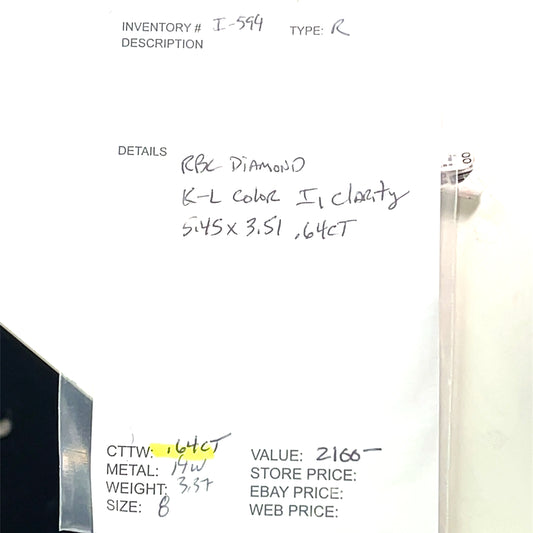 INVENTORY # I-594 TYPE: R
DESCRIPTION
DETAILS RBC DIAMOND
K-L COLOR I1 CLARITY
5.45 x 3.51 .64CT
.00
CTTW: .64CT
METAL: 14W
WEIGHT: 3.37
SIZE: 8
VALUE: 2160-
STORE PRICE:
EBAY PRICE:
WEB PRICE: